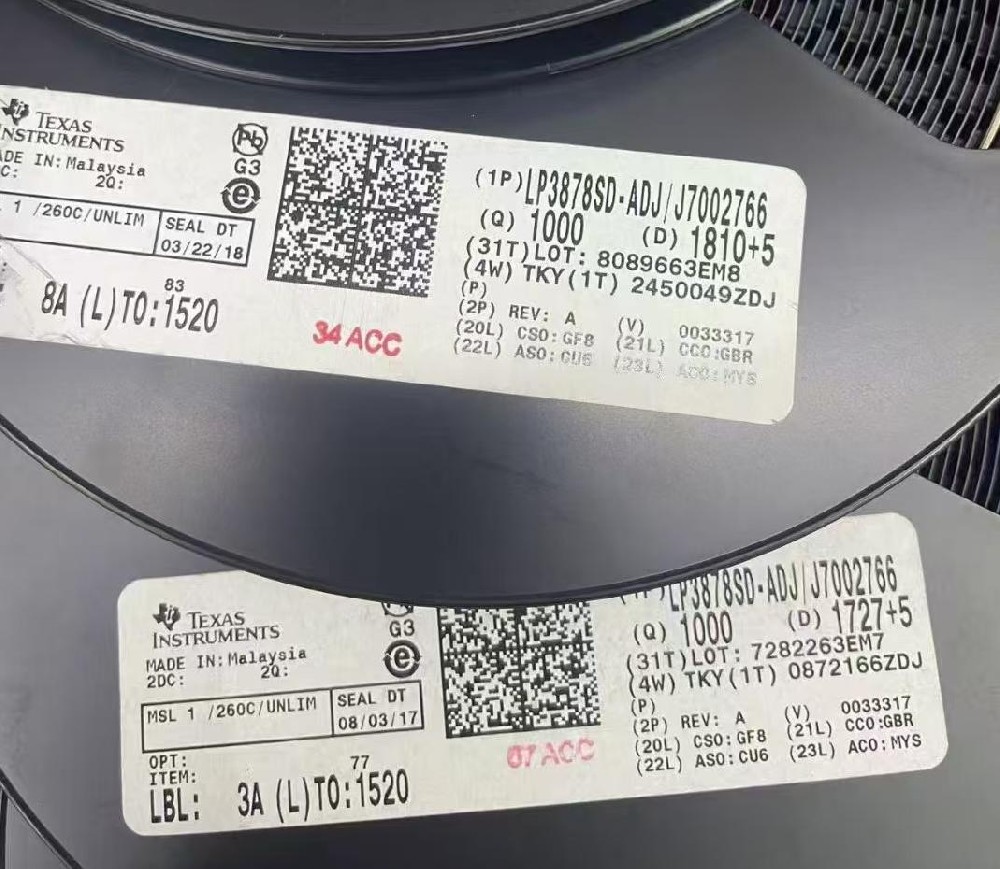 TEXAS
INSTRUMENTS
MADE IN: Malaysia
2Q:
1 /260C/UNLIM
SEAL DT
03/22/18
83
8A (L)TO:1520
Pb
G3
e
34 ACC
(1P)LP3878SD-ADJ/J7002766
(Q) 1000 (D) 1810+5
(31T)LOT: 8089663EM8
(4W) TKY(1T) 2450049ZDJ
(P)
(2P) REV: A (V) 0033317
(20L) CSO:GF8 (21L) CCO:GBR
(22L) ASO:CU6 (23L) ACO:MYS
TEXAS
INSTRUMENTS
MADE IN: Malaysia
2DC: 2Q:
MSL 1 /260C/UNLIM
SEAL DT
08/03/17
OPT:
ITEM: 77
LBL: 3A (L)TO:1520
G3
e
07 ACC
LP3878SD-ADJ/J7002766
(Q) 1000 (D) 1727+5
(31T)LOT: 7282263EM7
(4W) TKY(1T) 0872166ZDJ
(P)
(2P) REV: A (V) 0033317
(20L) CSO:GF8 (21L) CCO:GBR
(22L) ASO:CU6 (23L) ACO:MYS